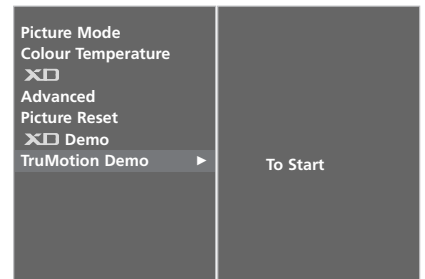 Picture Mode
Colour Temperature
XD
Advanced
Picture Reset
XD Demo
TruMotion Demo ►
To Start